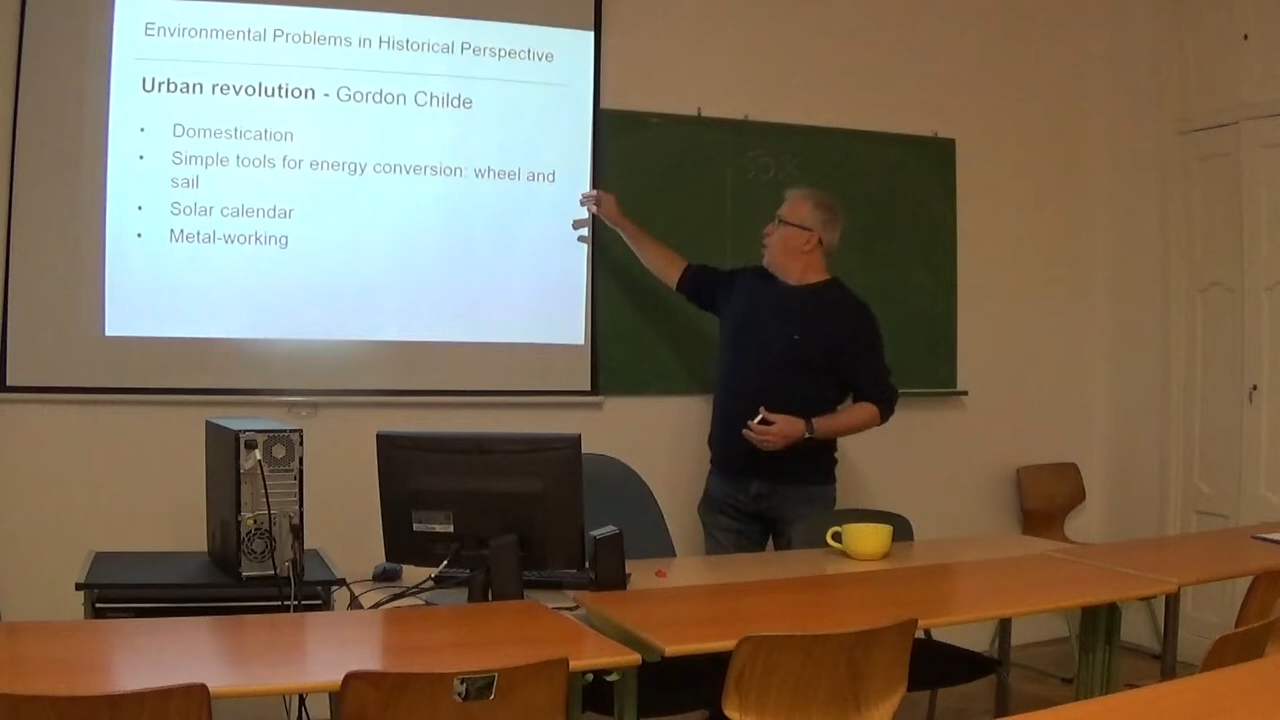 Environmental Problems in Historical Perspective
Urban revolution - Gordon Childe
• Domestication
• Simple tools for energy conversion: wheel and
sail
• Solar calendar
• Metal-working